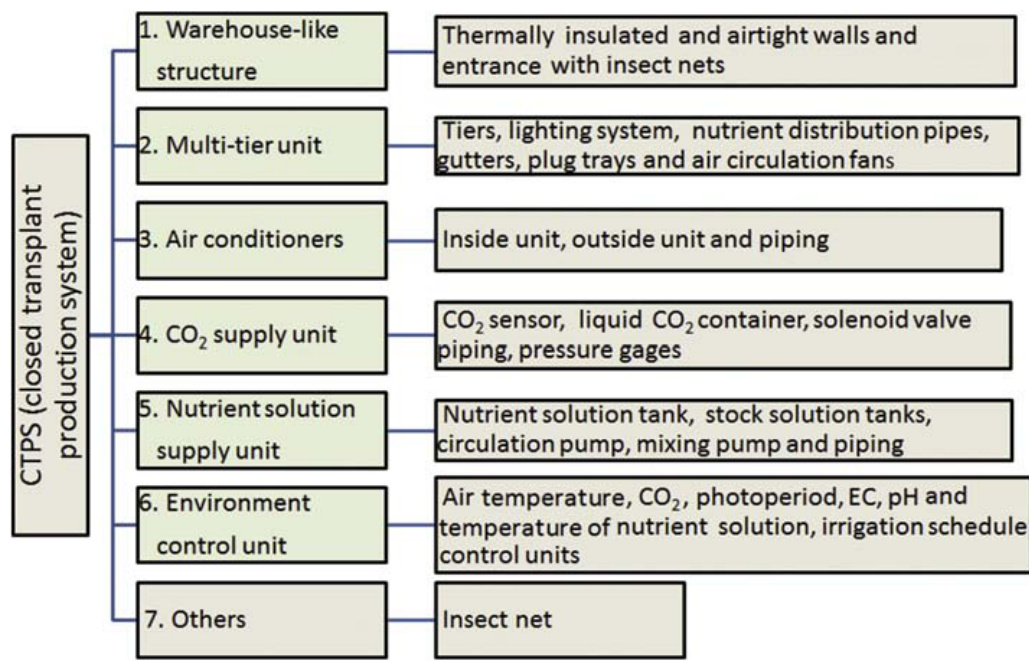 CTPS (closed transplant
production system)
1. Warehouse-like
structure
Thermally insulated and airtight walls and
entrance with insect nets
2. Multi-tier unit
Tiers, lighting system, nutrient distribution pipes,
gutters, plug trays and air circulation fans
3. Air conditioners
Inside unit, outside unit and piping
4. CO₂ supply unit
CO₂ sensor, liquid CO₂ container, solenoid valve
piping, pressure gages
5. Nutrient solution
supply unit
Nutrient solution tank, stock solution tanks,
circulation pump, mixing pump and piping
6. Environment
control unit
Air temperature, CO₂, photoperiod, EC, pH and
temperature of nutrient solution, irrigation schedule
control units
7. Others
Insect net